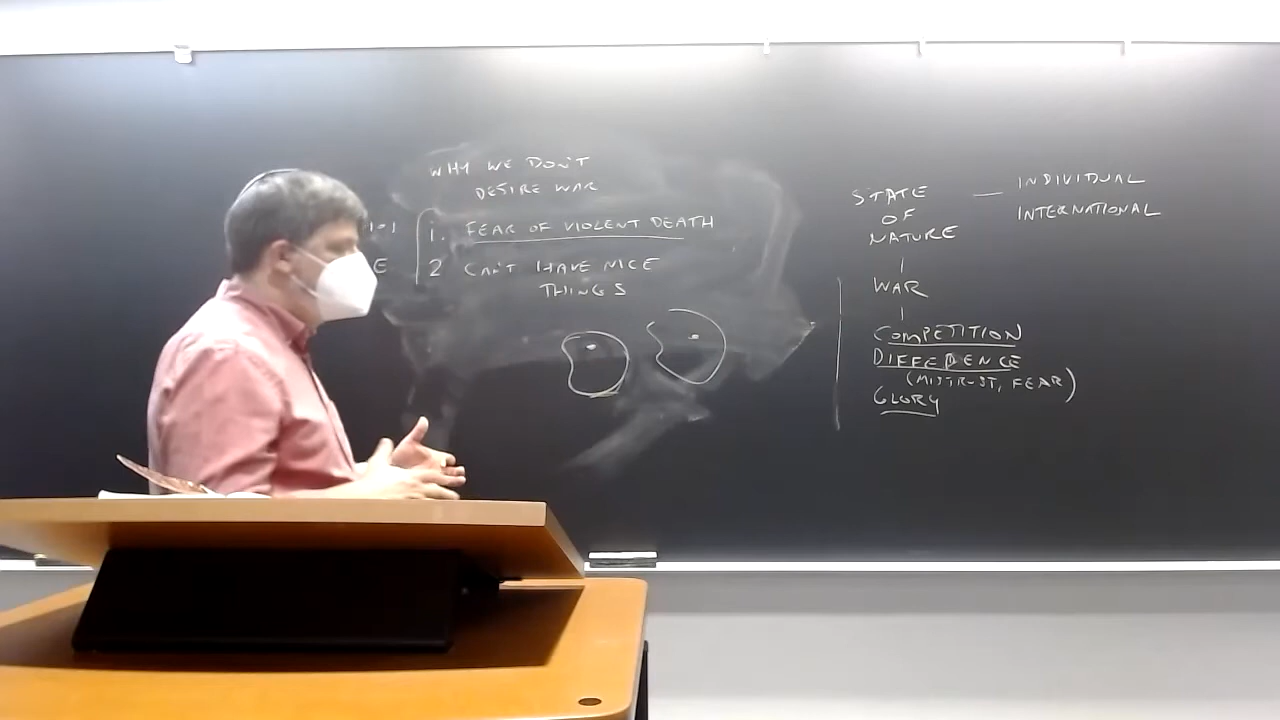 WHY WE DON'T
DESIRE WAR
1. FEAR OF VIOLENT DEATH
2 CAN'T HAVE NICE
THINGS
STATE
OF
NATURE
— INDIVIDUAL
INTERNATIONAL
WAR
COMPETITION
DIFFERENCE
(MISTRUST, FEAR)
GLORY